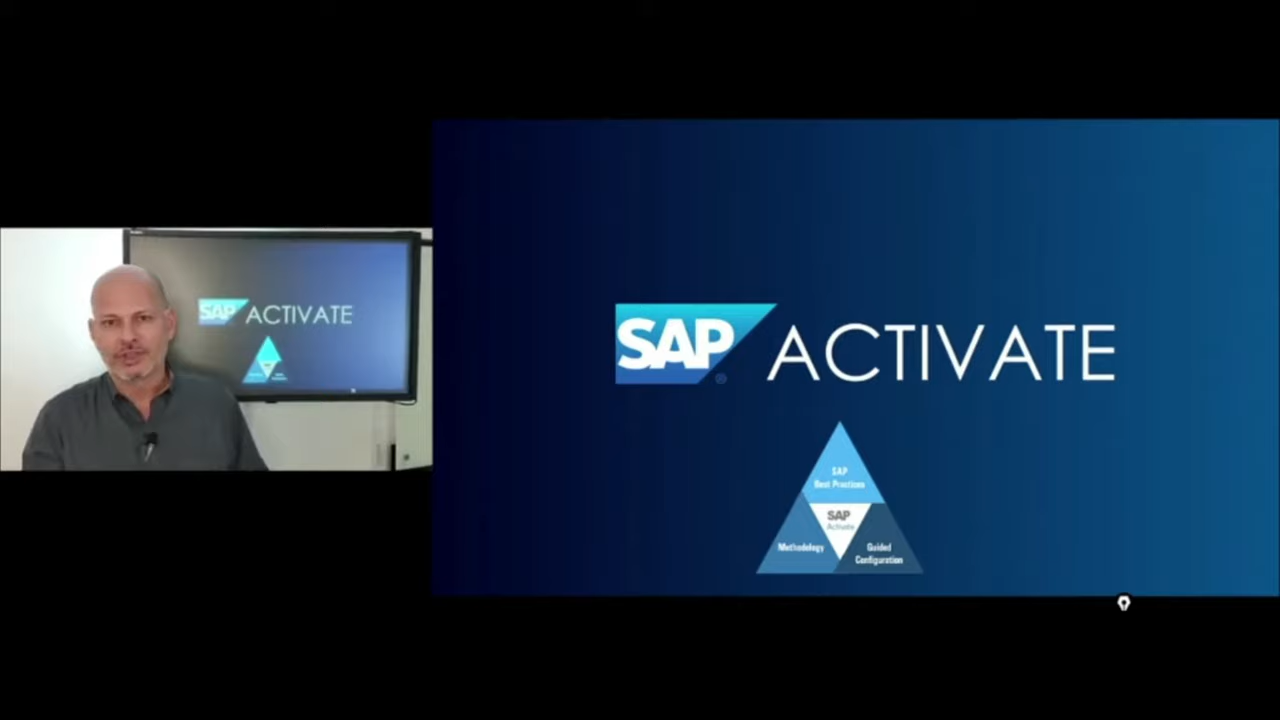 SAP ACTIVATE
SAP ACTIVATE
®
SAP
Best Practices
SAP
Activate
Methodology
Guided
Configuration